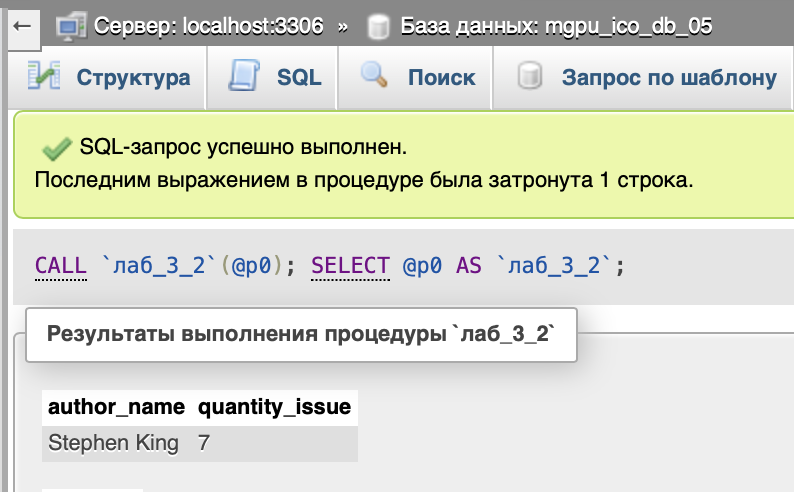 ← Сервер: localhost:3306 » База данных: mgpu_ico_db_05
Структура SQL Поиск Запрос по шаблону
SQL-запрос успешно выполнен.
Последним выражением в процедуре была затронута 1 строка.
CALL `лаб_3_2`(@p0); SELECT @p0 AS `лаб_3_2`;
Результаты выполнения процедуры `лаб_3_2`
author_name quantity_issue
Stephen King 7